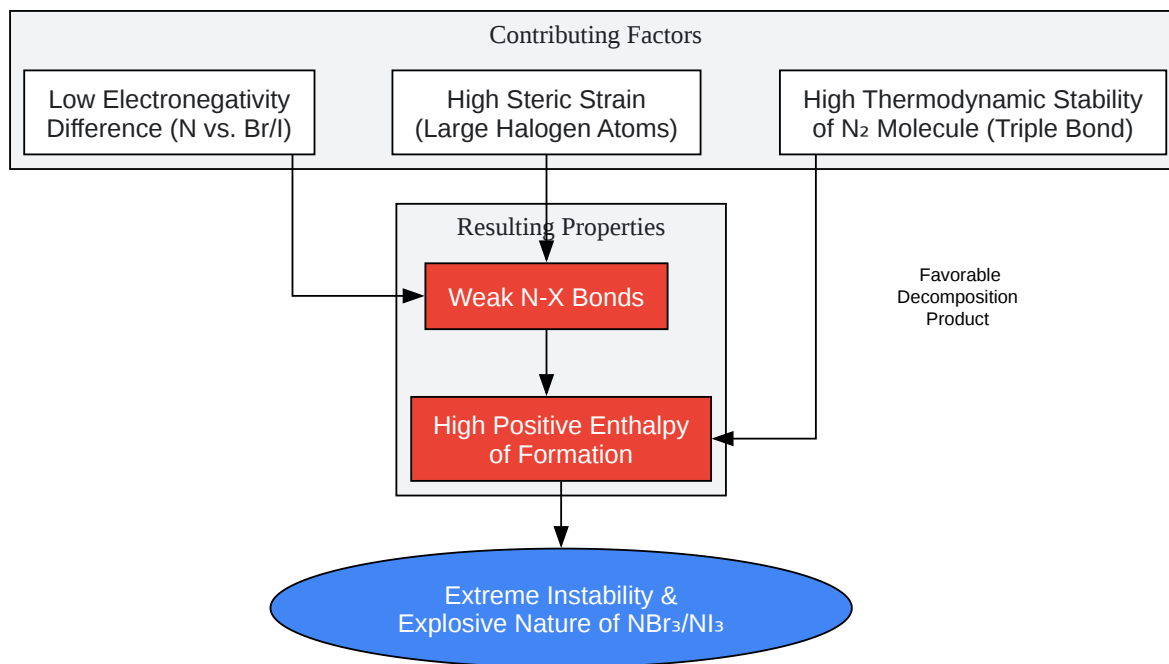 Contributing Factors
Low Electronegativity
Difference (N vs. Br/I)
High Steric Strain
(Large Halogen Atoms)
High Thermodynamic Stability
of N₂ Molecule (Triple Bond)
Resulting Properties
Weak N-X Bonds
Favorable
Decomposition
Product
High Positive Enthalpy
of Formation
Extreme Instability &
Explosive Nature of NBr₃/NI₃